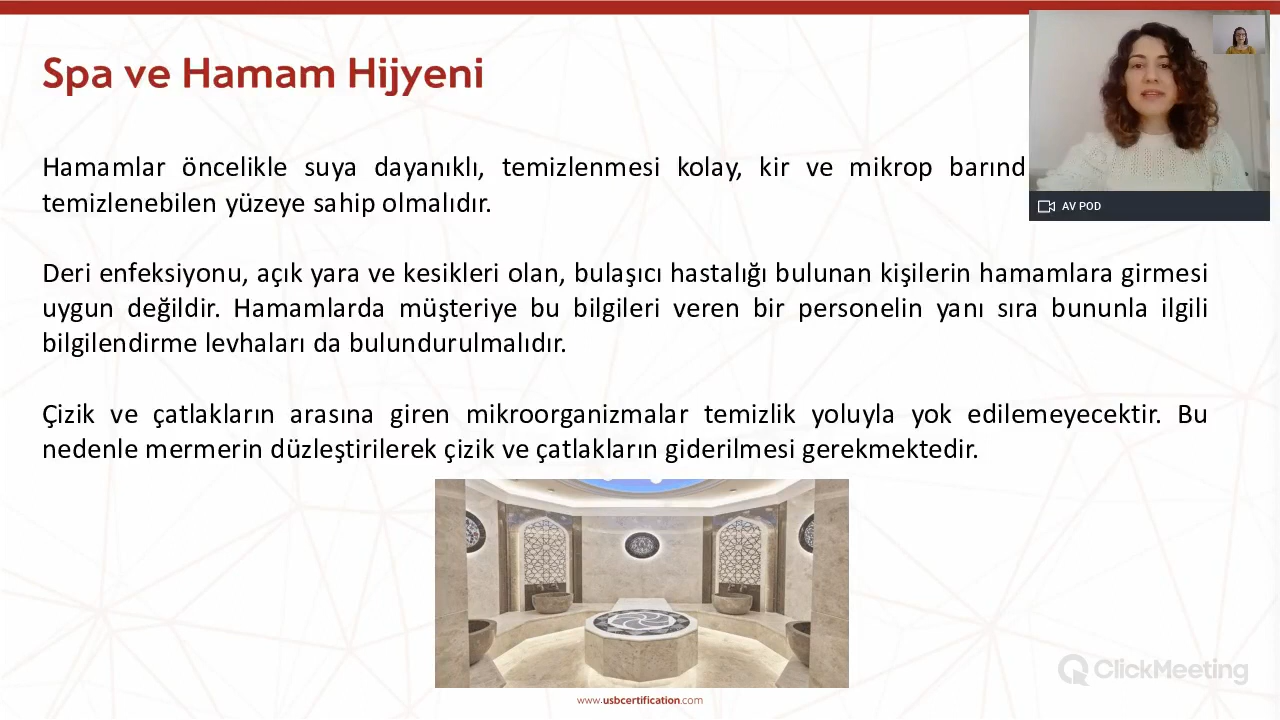 Spa ve Hamam Hijyeni
Hamamlar öncelikle suya dayanıklı, temizlenmesi kolay, kir ve mikrop barınd
temizlenebilen yüzeye sahip olmalıdır.
Deri enfeksiyonu, açık yara ve kesikleri olan, bulaşıcı hastalığı bulunan kişilerin hamamlara girmesi
uygun değildir. Hamamlarda müşteriye bu bilgileri veren bir personelin yanı sıra bununla ilgili
bilgilendirme levhaları da bulundurulmalıdır.
Çizik ve çatlakların arasına giren mikroorganizmalar temizlik yoluyla yok edilemeyecektir. Bu
nedenle mermerin düzleştirilerek çizik ve çatlakların giderilmesi gerekmektedir.
AV POD
ClickMeeting
www.usbcertification.com